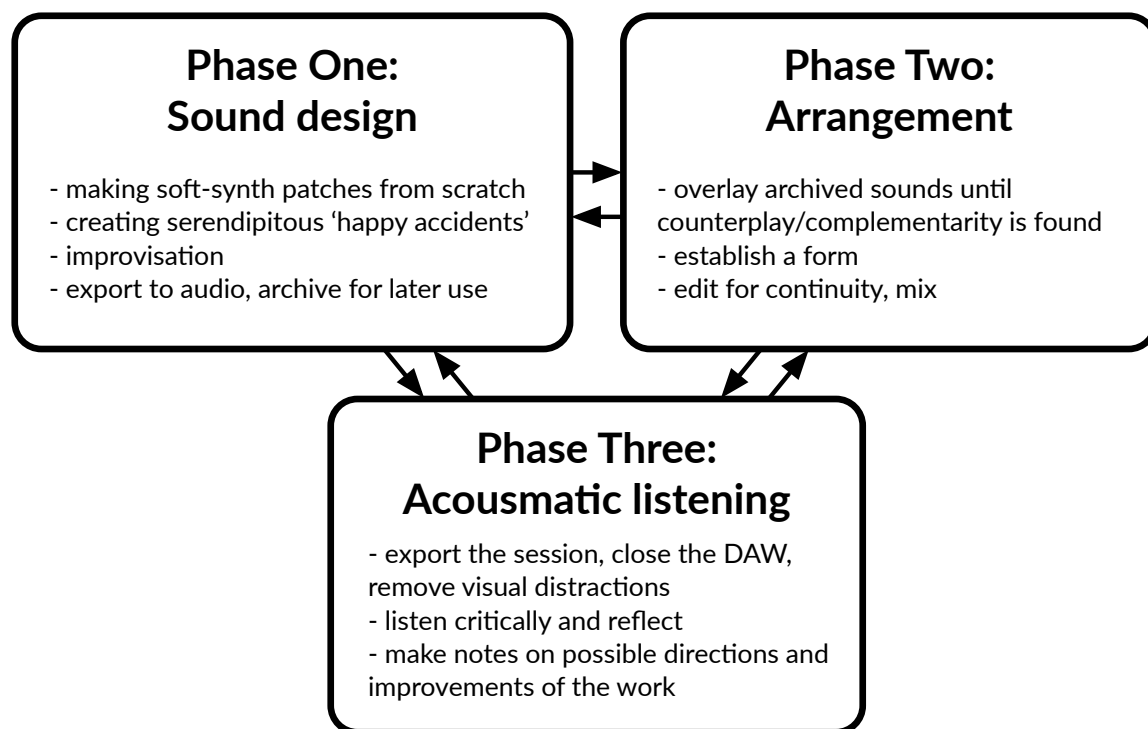 Phase One:
Sound design
- making soft-synth patches from scratch
- creating serendipitous ‘happy accidents’
- improvisation
- export to audio, archive for later use
Phase Two:
Arrangement
- overlay archived sounds until
counterplay/complementarity is found
- establish a form
- edit for continuity, mix
Phase Three:
Acousmatic listening
- export the session, close the DAW,
remove visual distractions
- listen critically and reflect
- make notes on possible directions and
improvements of the work